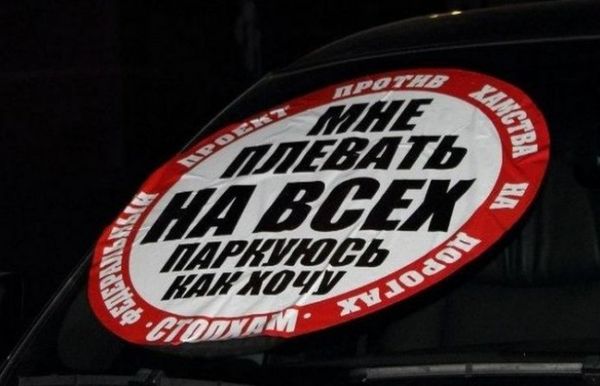 ФЕДЕРАЛЬНЫЙ ПРОЕКТ ПРОТИВ ХАМСТВА НА ДОРОГАХ
МНЕ
ПЛЕВАТЬ
НА ВСЕХ
ПАРКУЮСЬ
КАК ХОЧУ
· СТОПХАМ ·